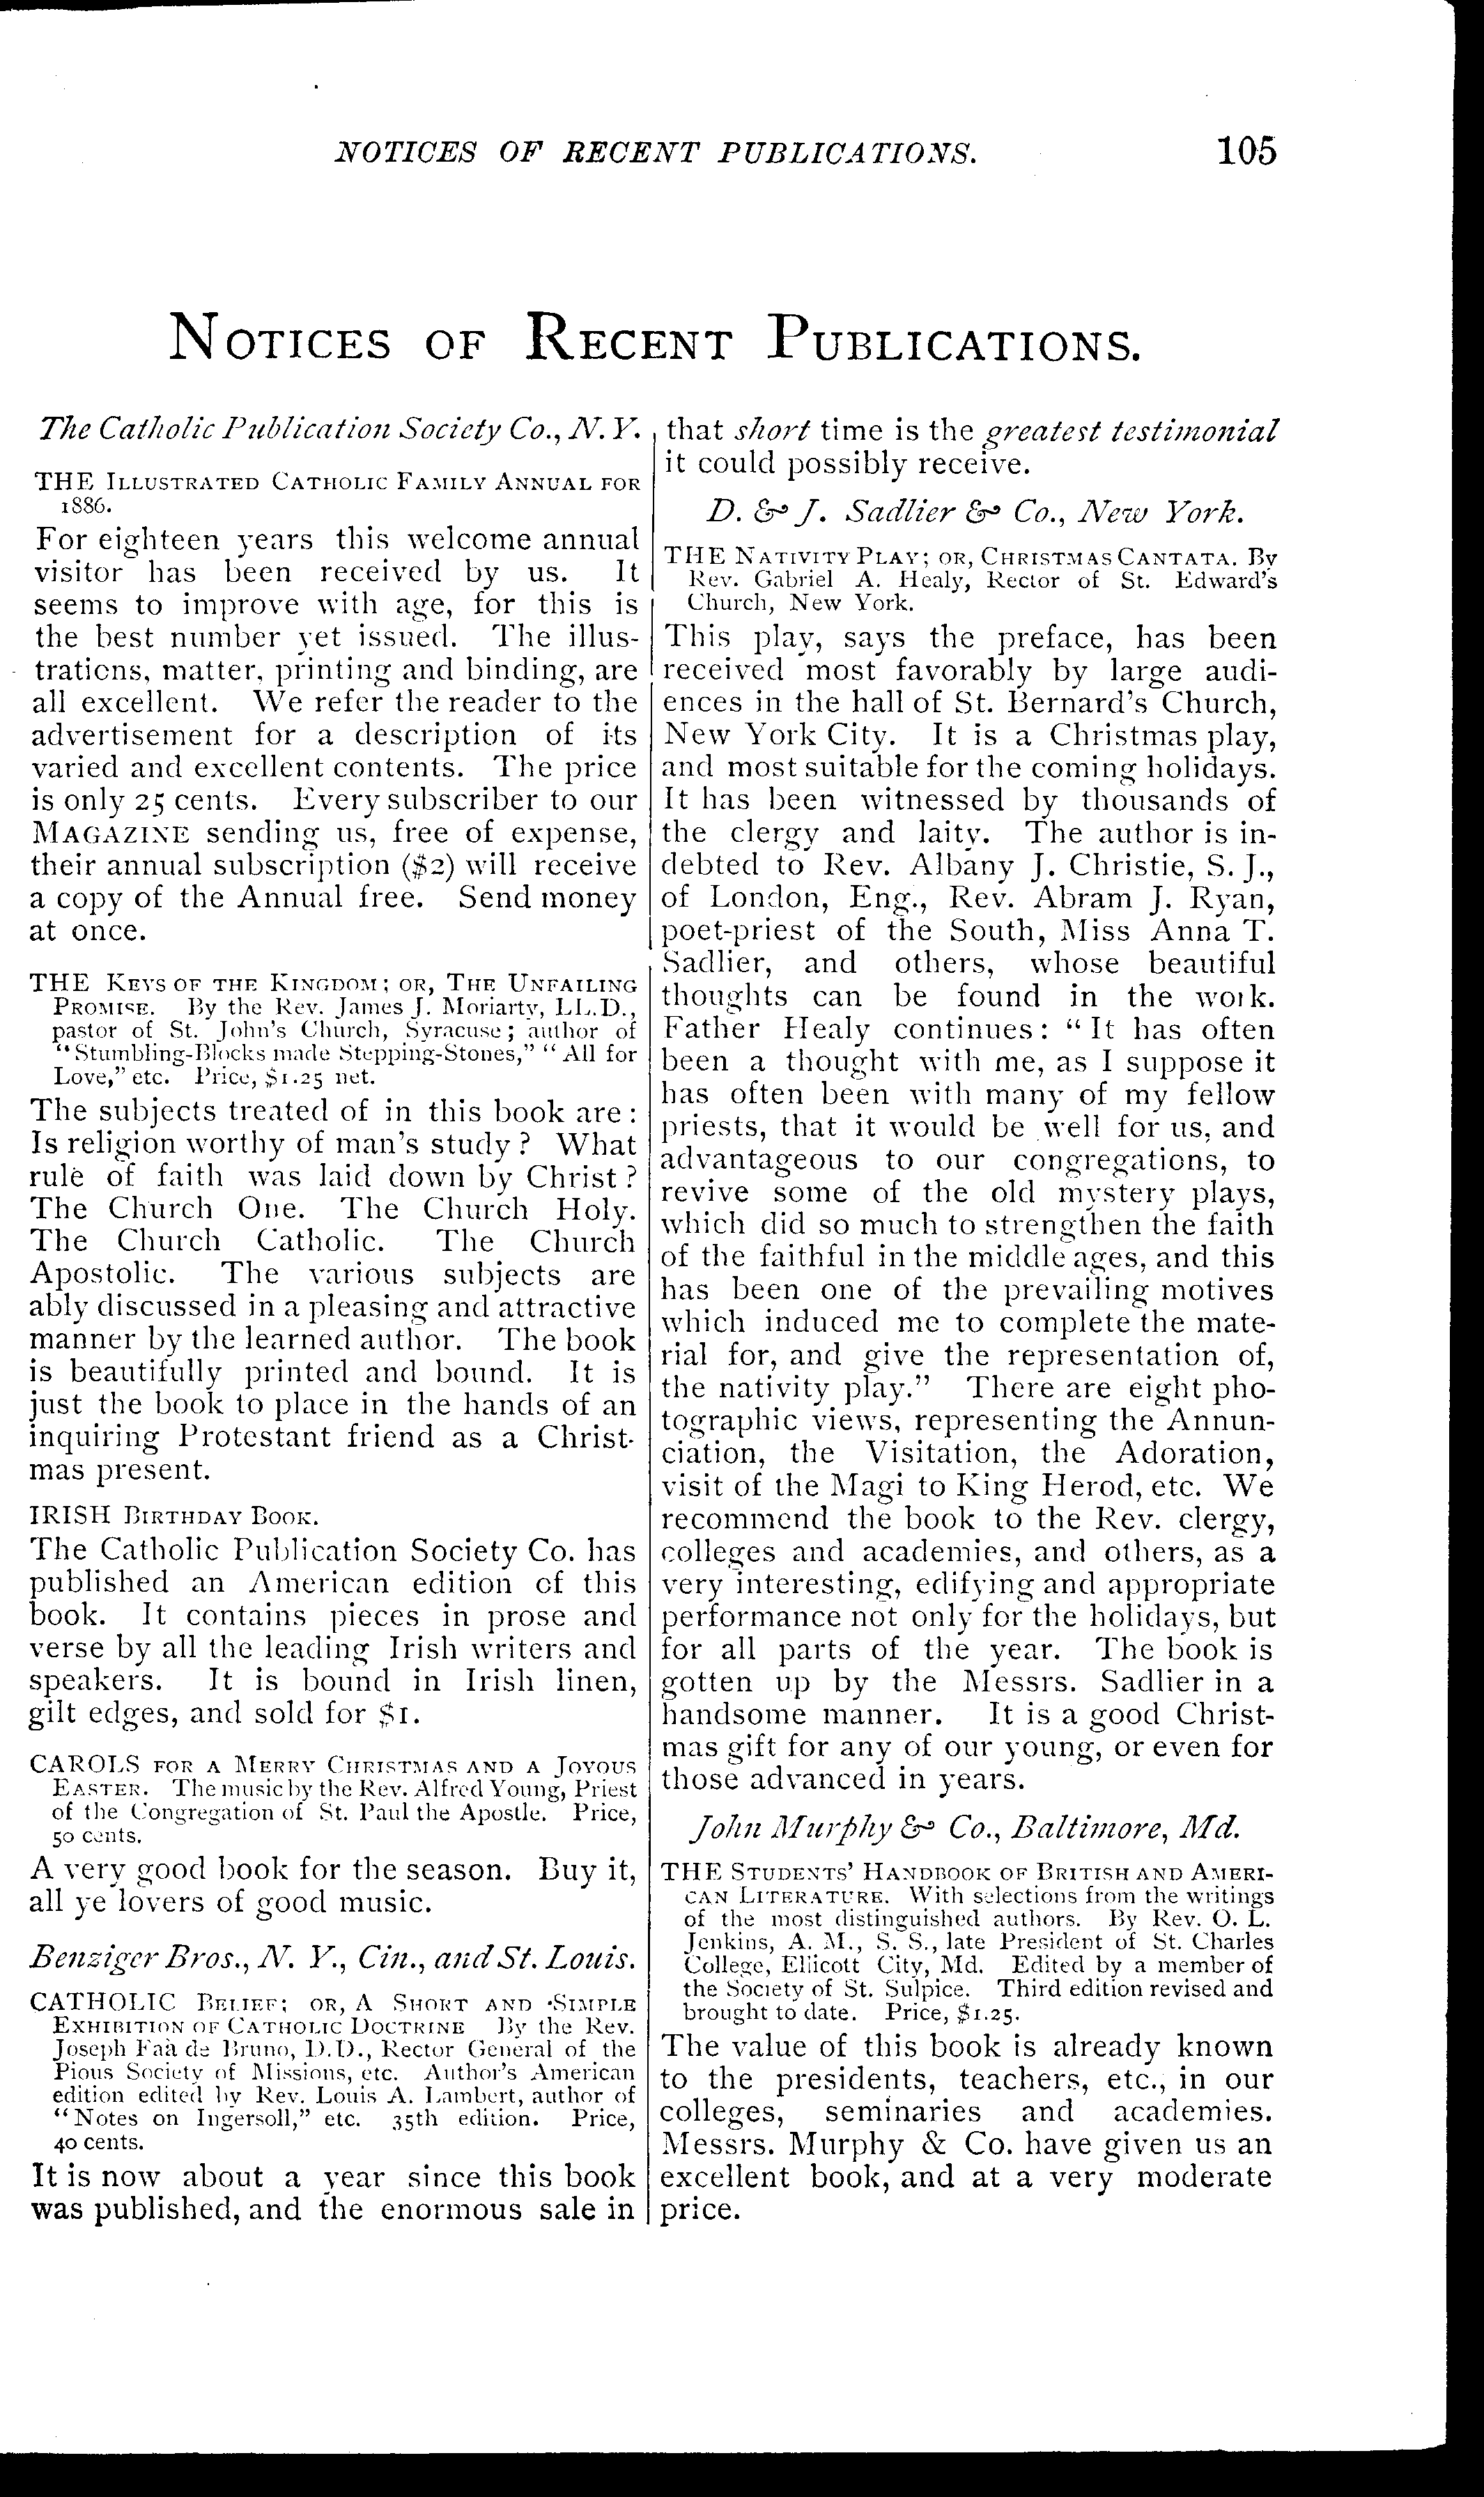 NOTICES OF RECENT PUBLICATIONS. 105
NOTICES OF RECENT PUBLICATIONS.
The Catholic Publication Society Co., N. Y.
THE ILLUSTRATED CATHOLIC FAMILY ANNUAL FOR
1886.
For eighteen years this welcome annual
visitor has been received by us. It
seems to improve with age, for this is
the best number yet issued. The illus-
trations, matter, printing and binding, are
all excellent. We refer the reader to the
advertisement for a description of its
varied and excellent contents. The price
is only 25 cents. Every subscriber to our
MAGAZINE sending us, free of expense,
their annual subscription ($2) will receive
a copy of the Annual free. Send money
at once.
THE KEYS OF THE KINGDOM; OR, THE UNFAILING
PROMISE. By the Rev. James J. Moriarty, LL.D.,
pastor of St. John's Church, Syracuse; author of
"Stumbling-Blocks made Stepping-Stones," "All for
Love," etc. Price, $1.25 net.
The subjects treated of in this book are:
Is religion worthy of man's study? What
rule of faith was laid down by Christ?
The Church One. The Church Holy.
The Church Catholic. The Church
Apostolic. The various subjects are
ably discussed in a pleasing and attractive
manner by the learned author. The book
is beautifully printed and bound. It is
just the book to place in the hands of an
inquiring Protestant friend as a Christ-
mas present.
IRISH BIRTHDAY BOOK.
The Catholic Publication Society Co. has
published an American edition of this
book. It contains pieces in prose and
verse by all the leading Irish writers and
speakers. It is bound in Irish linen,
gilt edges, and sold for $1.
CAROLS FOR A MERRY CHRISTMAS AND A JOYOUS
EASTER. The music by the Rev. Alfred Young, Priest
of the Congregation of St. Paul the Apostle. Price,
50 cents.
A very good book for the season. Buy it,
all ye lovers of good music.
Benziger Bros., N. Y., Cin., and St. Louis.
CATHOLIC BELIEF; OR, A SHORT AND SIMPLE
EXHIBITION OF CATHOLIC DOCTRINE By the Rev.
Joseph Faà de Bruno, D.D., Rector General of the
Pious Society of Missions, etc. Author's American
edition edited by Rev. Louis A. Lambert, author of
"Notes on Ingersoll," etc. 35th edition. Price,
40 cents.
It is now about a year since this book
was published, and the enormous sale in
that short time is the greatest testimonial
it could possibly receive.
D. & J. Sadlier & Co., New York.
THE NATIVITY PLAY; OR, CHRISTMAS CANTATA. By
Rev. Gabriel A. Healy, Rector of St. Edward's
Church, New York.
This play, says the preface, has been
received most favorably by large audi-
ences in the hall of St. Bernard's Church,
New York City. It is a Christmas play,
and most suitable for the coming holidays.
It has been witnessed by thousands of
the clergy and laity. The author is in-
debted to Rev. Albany J. Christie, S. J.,
of London, Eng., Rev. Abram J. Ryan,
poet-priest of the South, Miss Anna T.
Sadlier, and others, whose beautiful
thoughts can be found in the work.
Father Healy continues: "It has often
been a thought with me, as I suppose it
has often been with many of my fellow
priests, that it would be well for us, and
advantageous to our congregations, to
revive some of the old mystery plays,
which did so much to strengthen the faith
of the faithful in the middle ages, and this
has been one of the prevailing motives
which induced me to complete the mate-
rial for, and give the representation of,
the nativity play." There are eight pho-
tographic views, representing the Annun-
ciation, the Visitation, the Adoration,
visit of the Magi to King Herod, etc. We
recommend the book to the Rev. clergy,
colleges and academies, and others, as a
very interesting, edifying and appropriate
performance not only for the holidays, but
for all parts of the year. The book is
gotten up by the Messrs. Sadlier in a
handsome manner. It is a good Christ-
mas gift for any of our young, or even for
those advanced in years.
John Murphy & Co., Baltimore, Md.
THE STUDENTS' HANDBOOK OF BRITISH AND AMERI-
CAN LITERATURE. With selections from the writings
of the most distinguished authors. By Rev. O. L.
Jenkins, A. M., S. S., late President of St. Charles
College, Ellicott City, Md. Edited by a member of
the Society of St. Sulpice. Third edition revised and
brought to date. Price, $1.25.
The value of this book is already known
to the presidents, teachers, etc., in our
colleges, seminaries and academies.
Messrs. Murphy & Co. have given us an
excellent book, and at a very moderate
price.